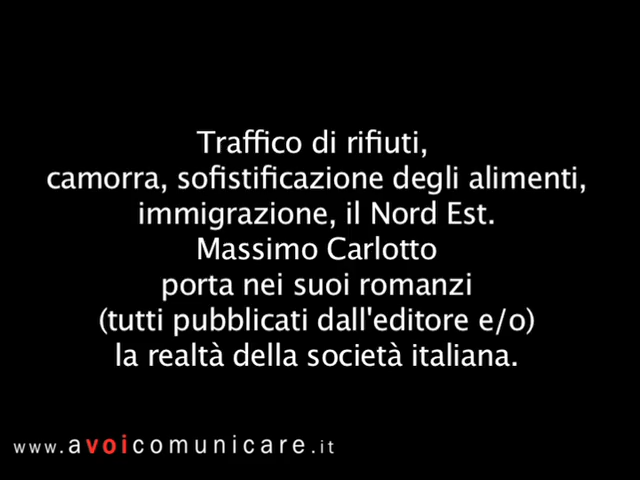 Traffico di rifiuti,
camorra, sofistificazione degli alimenti,
immigrazione, il Nord Est.
Massimo Carlotto
porta nei suoi romanzi
(tutti pubblicati dall'editore e/o)
la realtà della società italiana.
www.avoicomunicare.it